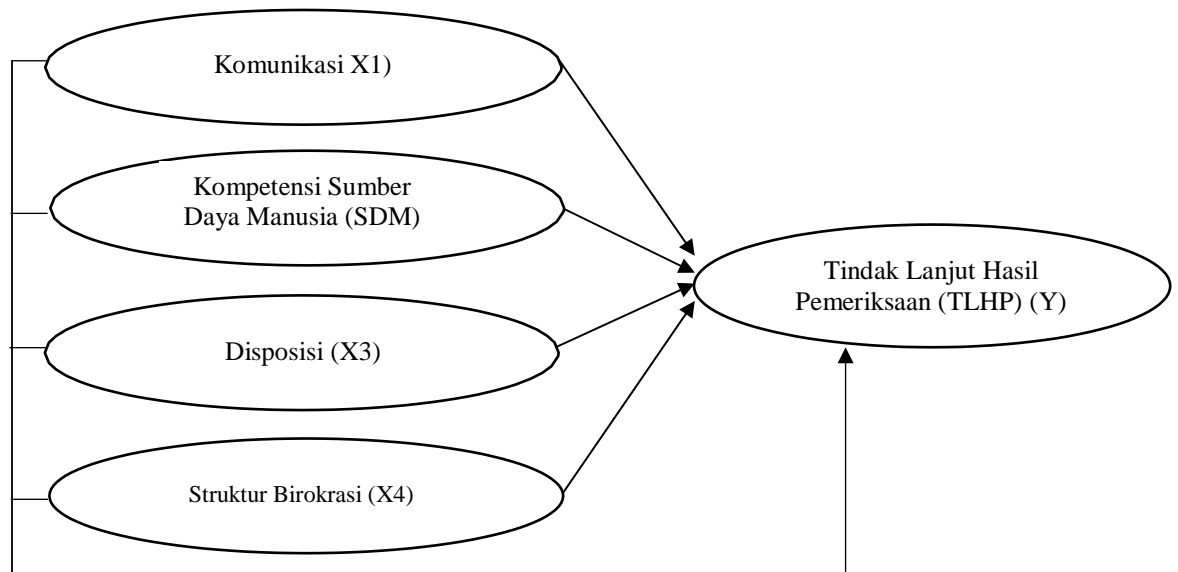 Komunikasi X1)
Kompetensi Sumber
Daya Manusia (SDM)
Tindak Lanjut Hasil
Pemeriksaan (TLHP) (Y)
Disposisi (X3)
Struktur Birokrasi (X4)